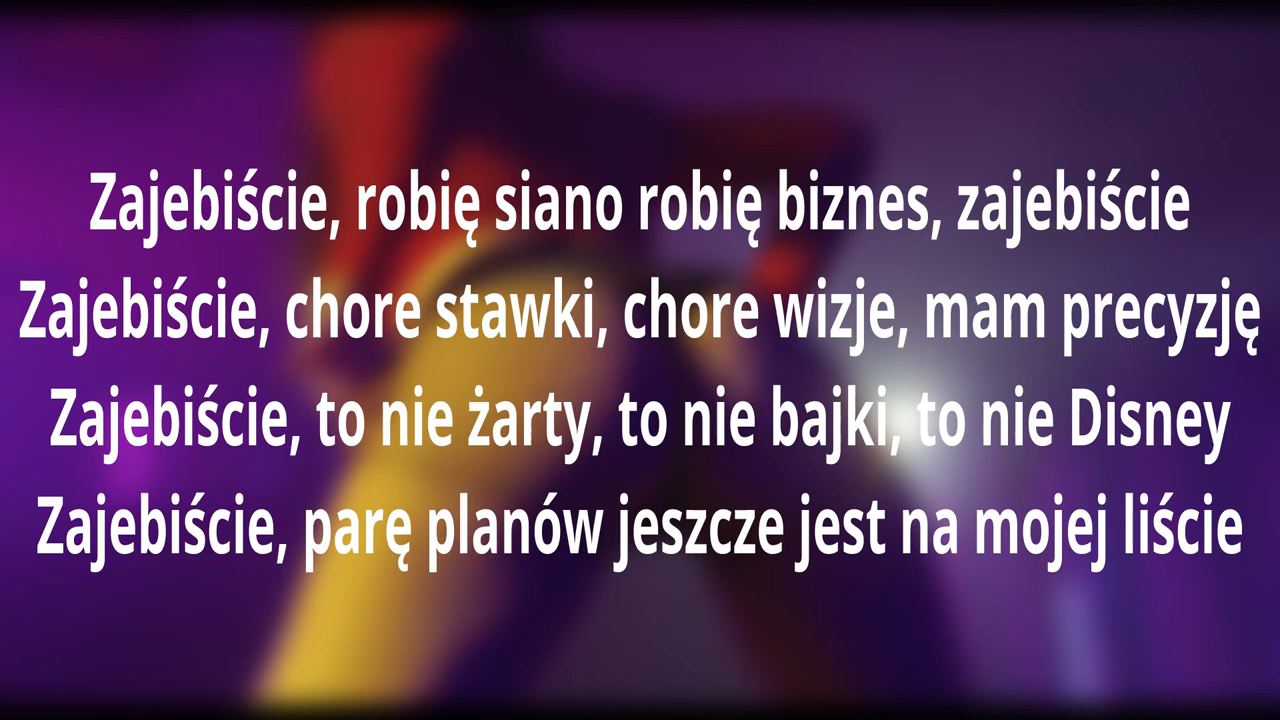 Zajebiście, robię siano robię biznes, zajebiście
Zajebiście, chore stawki, chore wizje, mam precyzję
Zajebiście, to nie żarty, to nie bajki, to nie Disney
Zajebiście, parę planów jeszcze jest na mojej liście